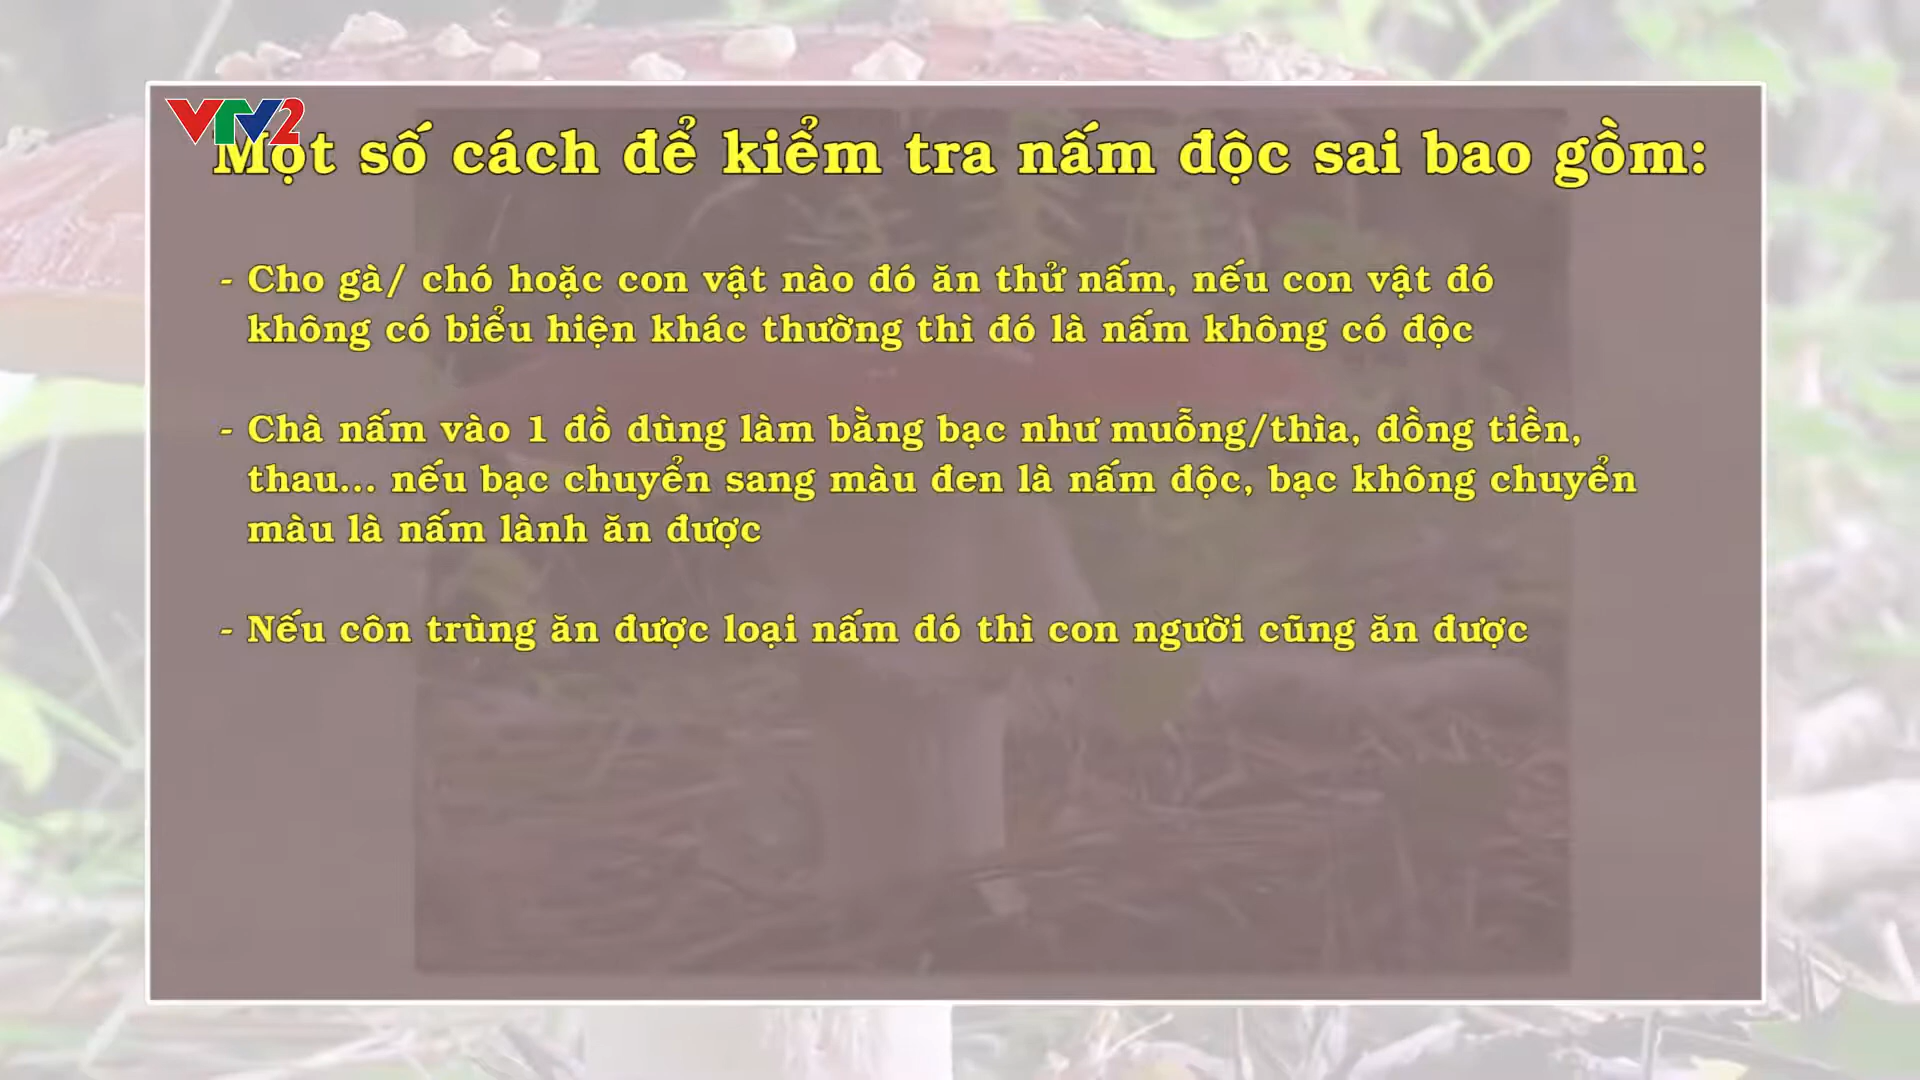 VTV2
Một số cách để kiểm tra nấm độc sai bao gồm:
- Cho gà/ chó hoặc con vật nào đó ăn thử nấm, nếu con vật đó
không có biểu hiện khác thường thì đó là nấm không có độc
- Chà nấm vào 1 đồ dùng làm bằng bạc như muỗng/thìa, đồng tiền,
thau... nếu bạc chuyển sang màu đen là nấm độc, bạc không chuyển
màu là nấm lành ăn được
- Nếu côn trùng ăn được loại nấm đó thì con người cũng ăn được